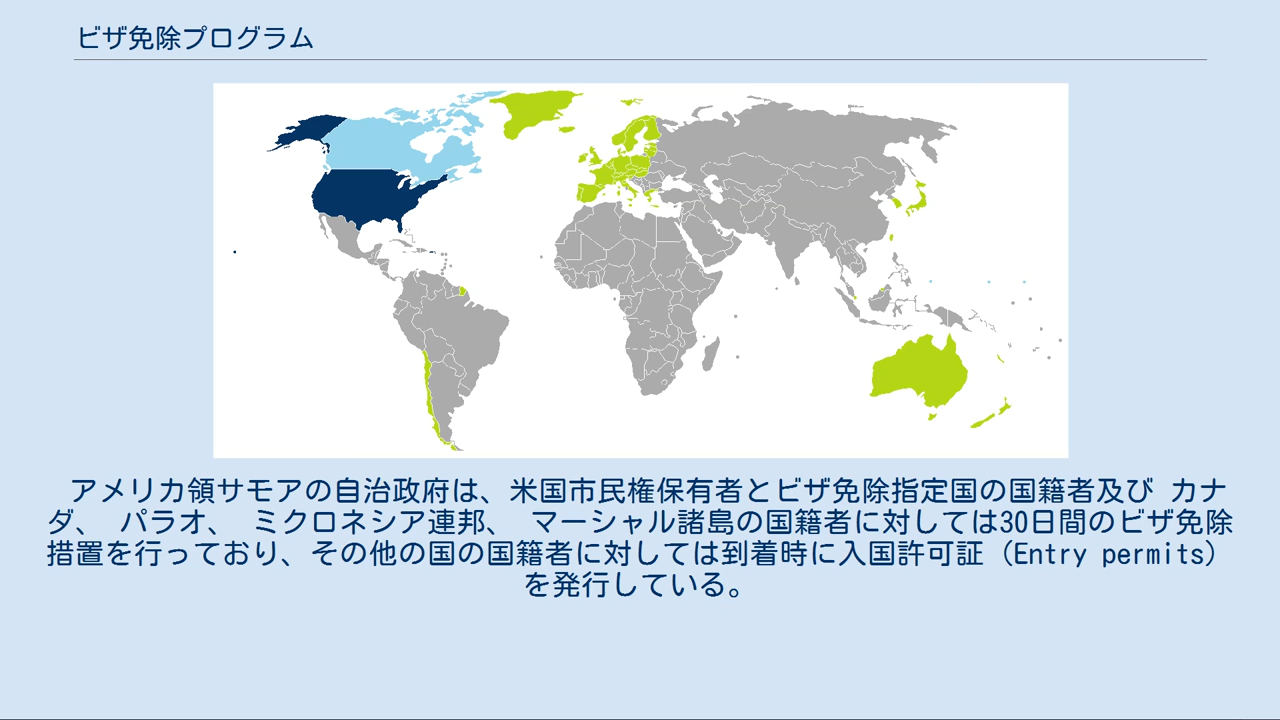 ビザ免除プログラム
アメリカ領サモアの自治政府は、米国市民権保有者とビザ免除指定国の国籍者及び カナ
ダ、 パラオ、 ミクロネシア連邦、 マーシャル諸島の国籍者に対しては30日間のビザ免除
措置を行っており、その他の国の国籍者に対しては到着時に入国許可証（Entry permits）
を発行している。